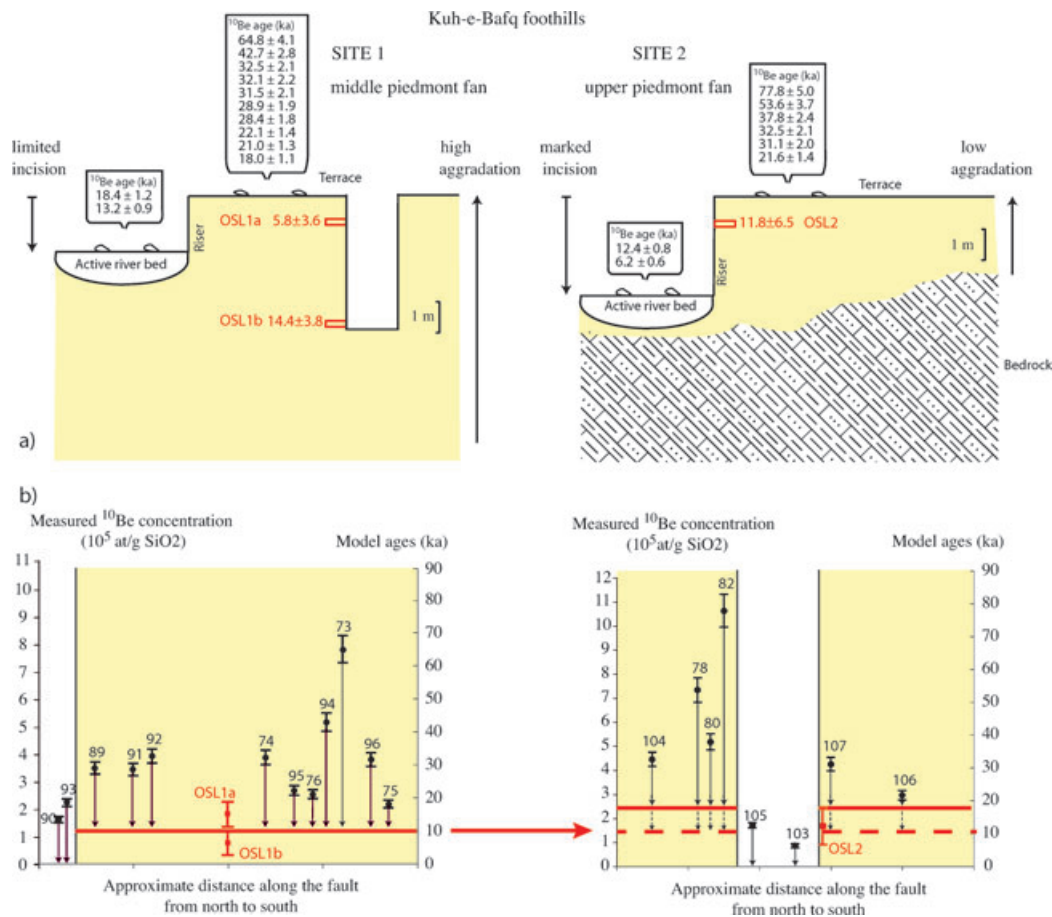 Kuh-e-Bafq foothills
SITE 1
middle piedmont fan
10Be age (ka)
64.8 ± 4.1
42.7 ± 2.8
32.5 ± 2.1
32.1 ± 2.2
31.5 ± 2.1
28.9 ± 1.9
28.4 ± 1.8
22.1 ± 1.4
21.0 ± 1.3
18.0 ± 1.1
limited
incision
10Be age (ka)
18.4 ± 1.2
13.2 ± 0.9
high
aggradation
Terrace
OSL1a 5.8±3.6
Riser
Active river bed
OSL1b 14.4±3.8
1 m
SITE 2
upper piedmont fan
10Be age (ka)
77.8 ± 5.0
53.6 ± 3.7
37.8 ± 2.4
32.5 ± 2.1
31.1 ± 2.0
21.6 ± 1.4
marked
incision
low
aggradation
Terrace
11.8±6.5 OSL2
10Be age (ka)
12.4 ± 0.8
6.2 ± 0.6
Riser
1 m
Active river bed
Bedrock
a)
b)
Measured 10Be concentration
(10^5 at/g SiO2)
Model ages (ka)
11
10
9
8
7
6
5
4
3
2
1
0
90
80
70
60
50
40
30
20
10
0
90
93
89
91
92
OSL1a
OSL1b
74
95
76
94
73
96
75
Approximate distance along the fault
from north to south
Measured 10Be concentration
(10^5 at/g SiO2)
Model ages (ka)
12
11
10
9
8
7
6
5
4
3
2
1
0
90
80
70
60
50
40
30
20
10
0
104
78
80
82
105
103
107
OSL2
106
Approximate distance along the fault
from north to south